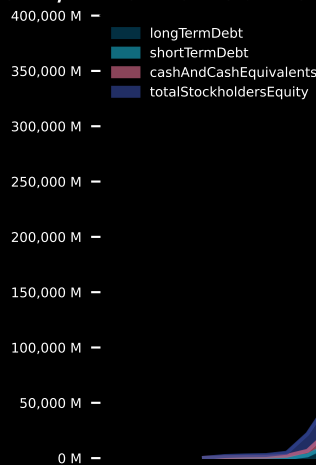 400,000 M
longTermDebt
shortTermDebt
350,000 M
cashAndCashEquivalents
totalStockholdersEquity
300,000 M
250,000 M
200,000 M
150,000 M
100,000 M
50,000 M
0 M